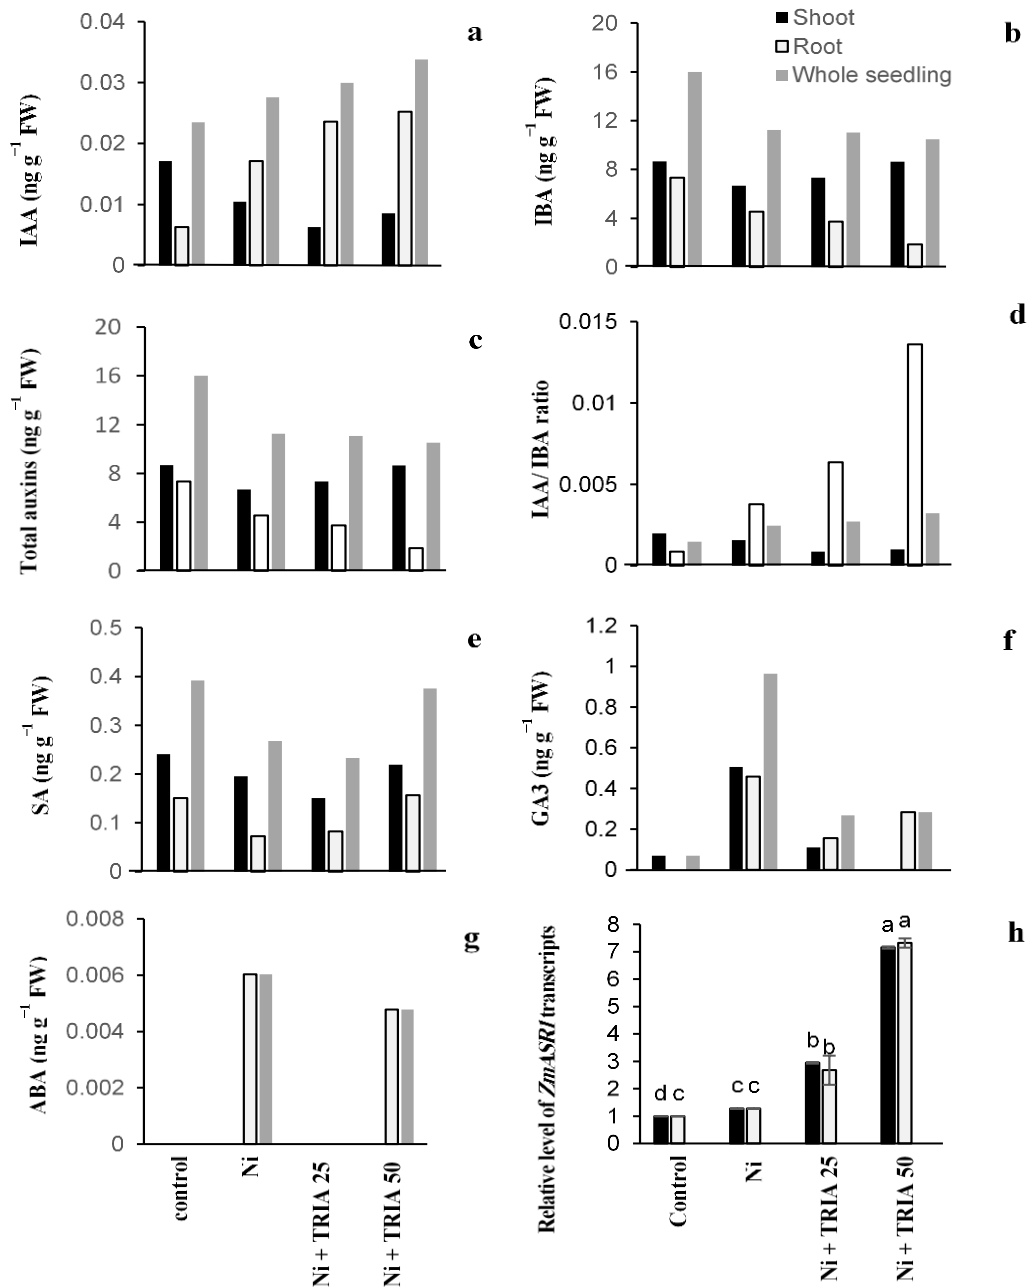 a
0.04
0.03
0.02
0.01
0
IAA (ng g⁻¹ FW)
b
Shoot
Root
Whole seedling
20
16
12
8
4
0
IBA (ng g⁻¹ FW)
c
20
16
12
8
4
0
Total auxins (ng g⁻¹ FW)
d
0.015
0.01
0.005
0
IAA/ IBA ratio
e
0.5
0.4
0.3
0.2
0.1
0
SA (ng g⁻¹ FW)
f
1.2
1
0.8
0.6
0.4
0.2
0
GA3 (ng g⁻¹ FW)
g
0.008
0.006
0.004
0.002
0
ABA (ng g⁻¹ FW)
control
Ni
Ni + TRIA 25
Ni + TRIA 50
h
8
7
6
5
4
3
2
1
0
Relative level of ZmASR1 transcripts
d c
c c
b b
a a
Control
Ni
Ni + TRIA 25
Ni + TRIA 50